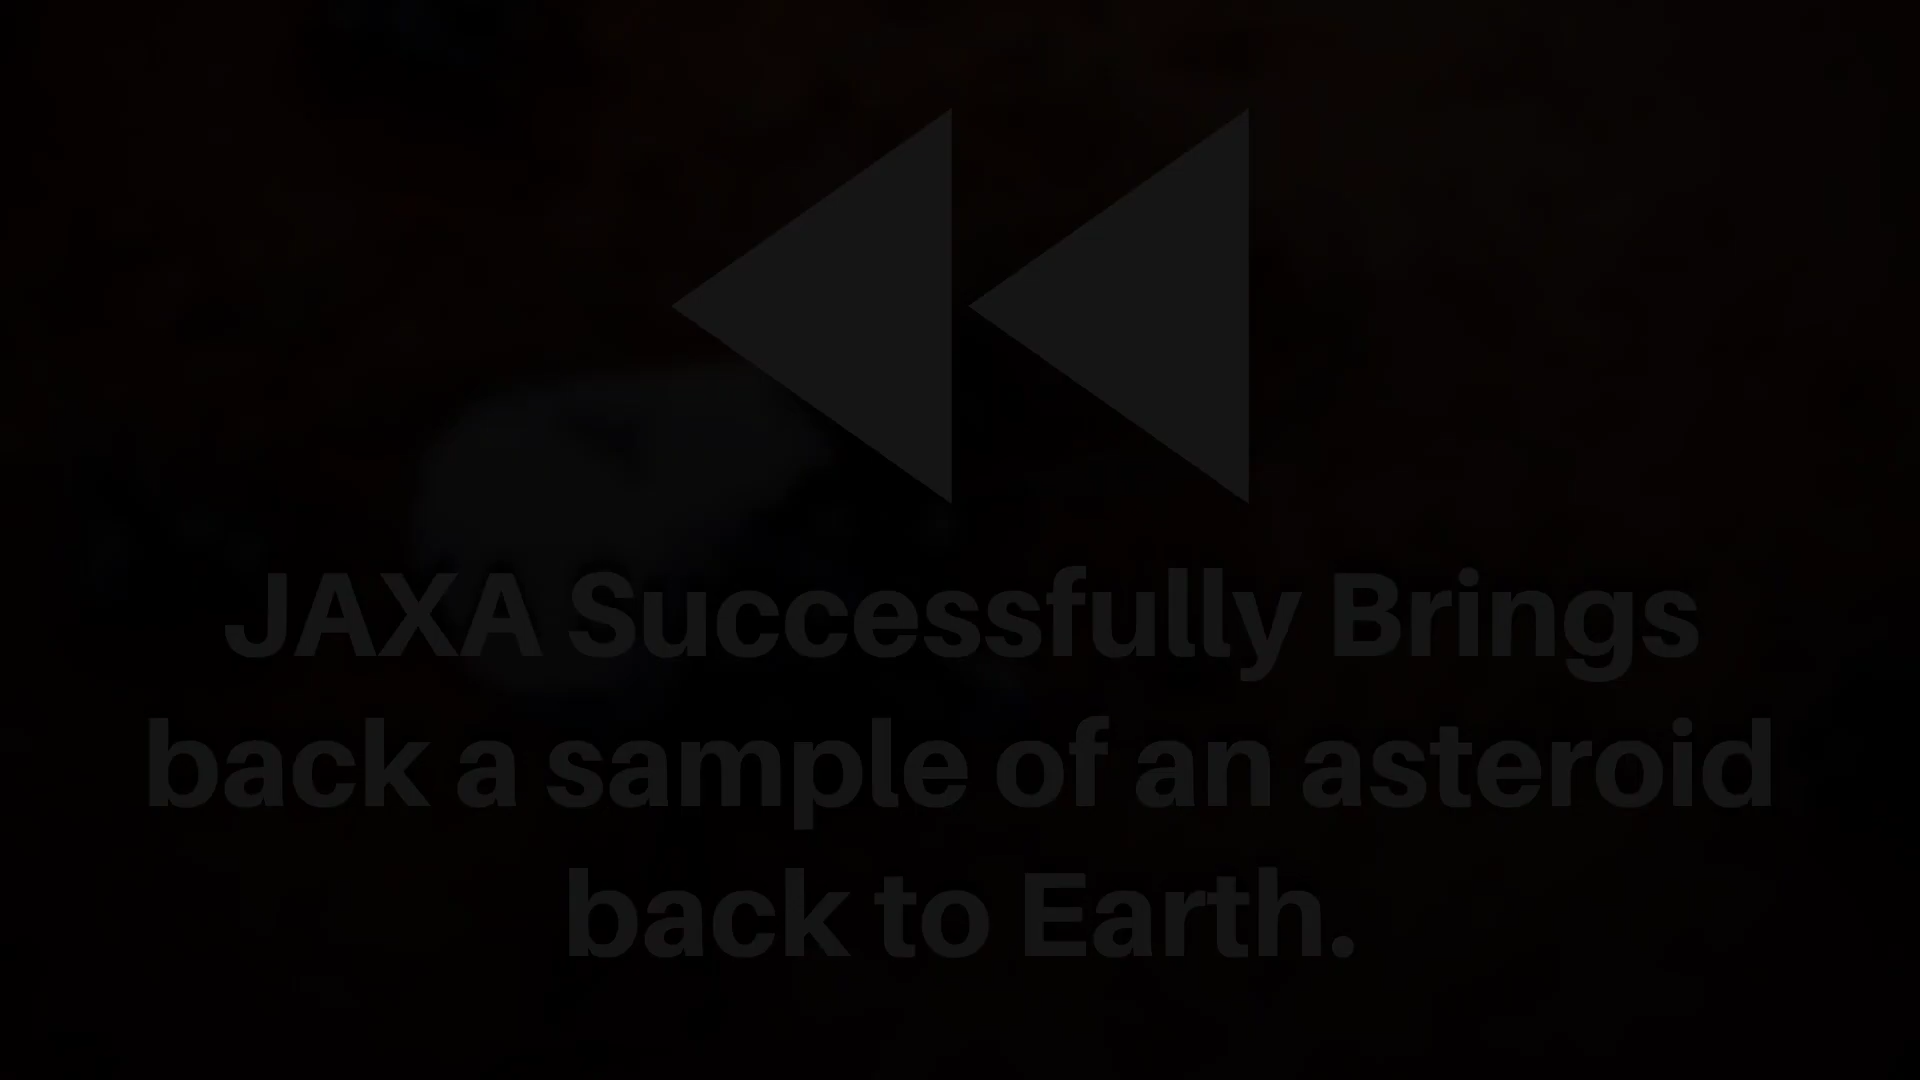 JAXA Successfully Brings
back a sample of an asteroid
back to Earth.